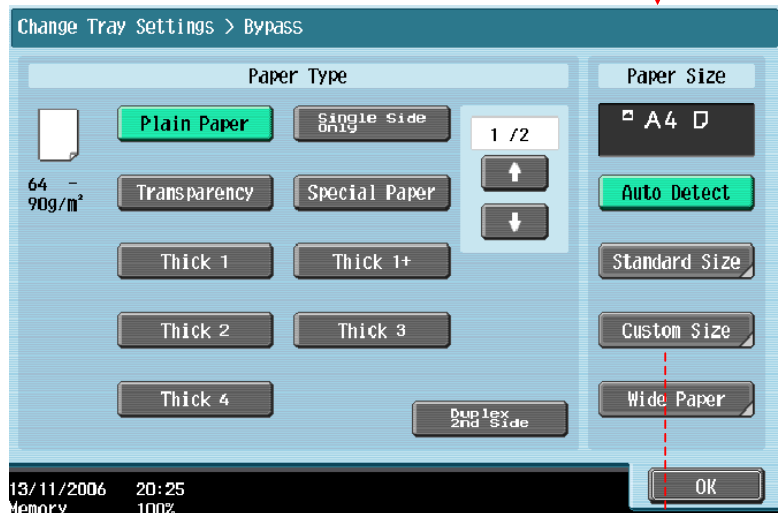 Change Tray Settings > Bypass
Paper Type
Paper Size
Plain Paper
Single Side
Only
1 /2
A4
64 -
90g/m²
Transparency
Special Paper
Auto Detect
Thick 1
Thick 1+
Standard Size
Thick 2
Thick 3
Custom Size
Thick 4
Duplex
2nd Side
Wide Paper
13/11/2006 20:25
Memory 100%
OK